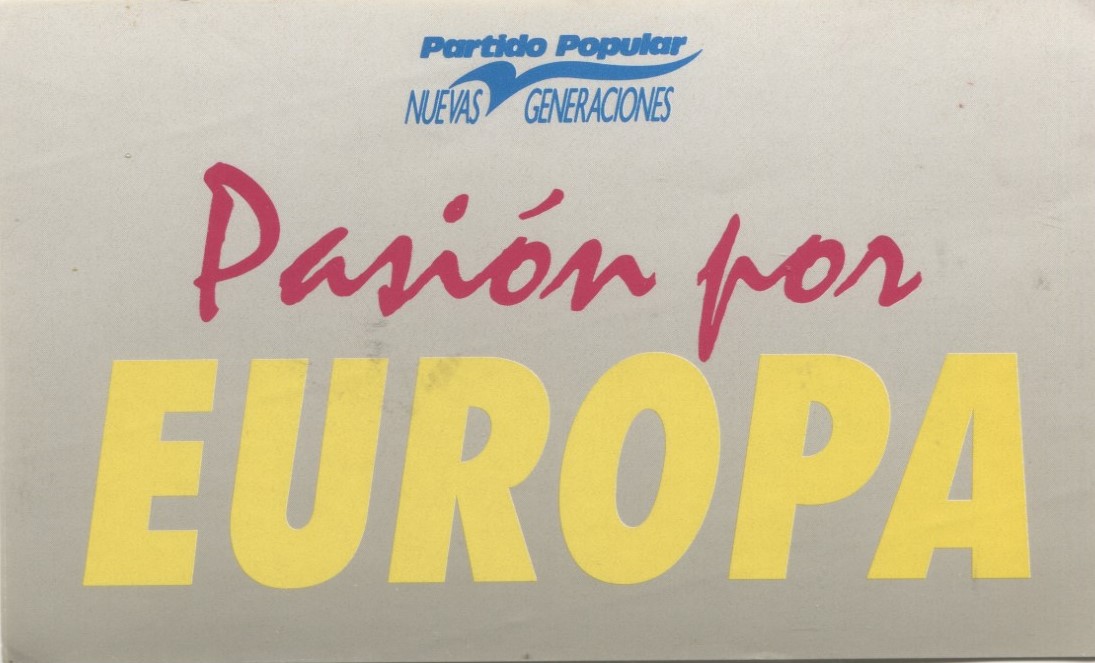 Partido Popular
NUEVAS GENERACIONES
Pasión por
EUROPA